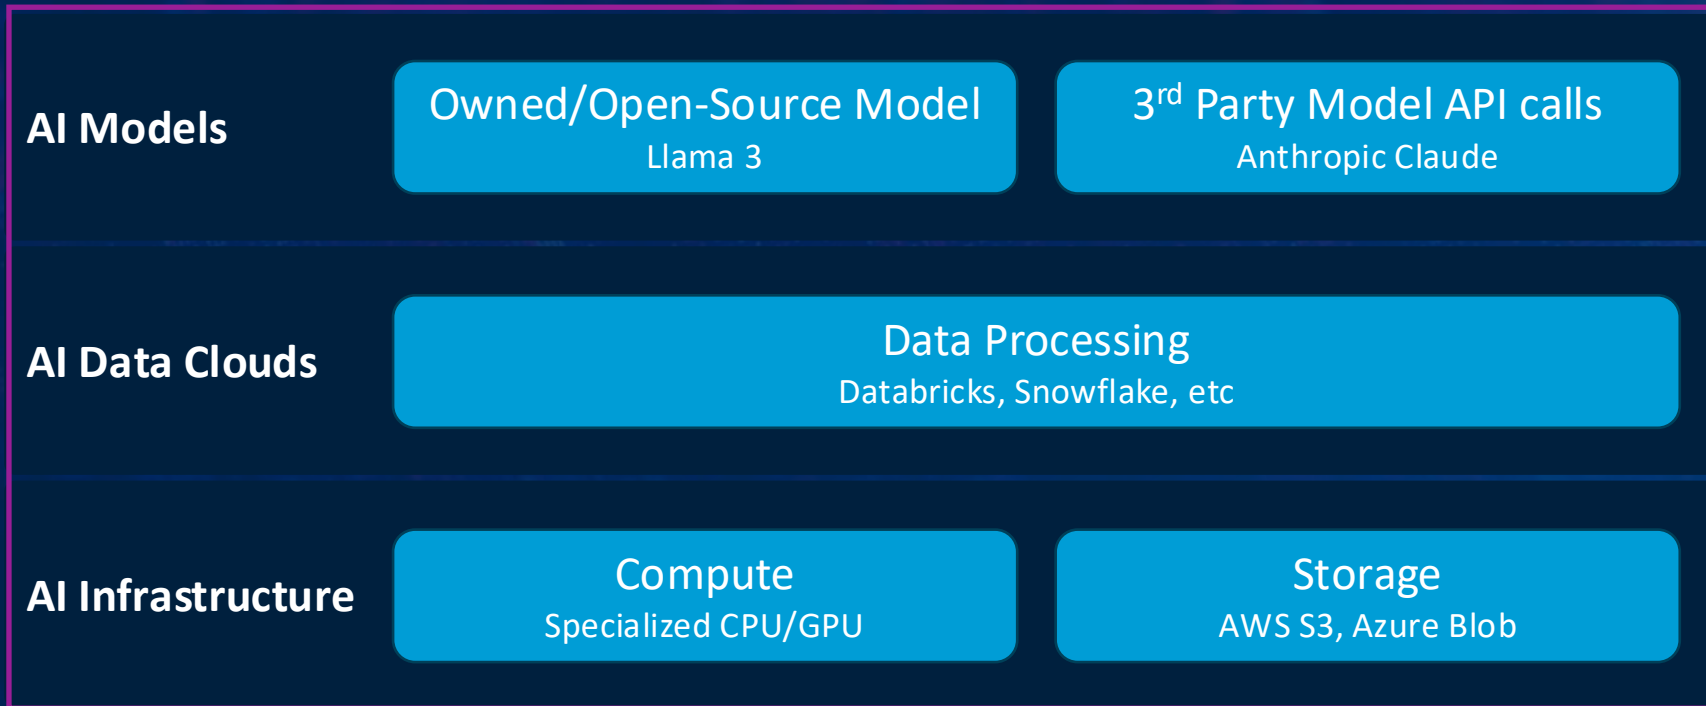 AI Models
Owned/Open-Source Model
Llama 3
3rd Party Model API calls
Anthropic Claude
AI Data Clouds
Data Processing
Databricks, Snowflake, etc
AI Infrastructure
Compute
Specialized CPU/GPU
Storage
AWS S3, Azure Blob